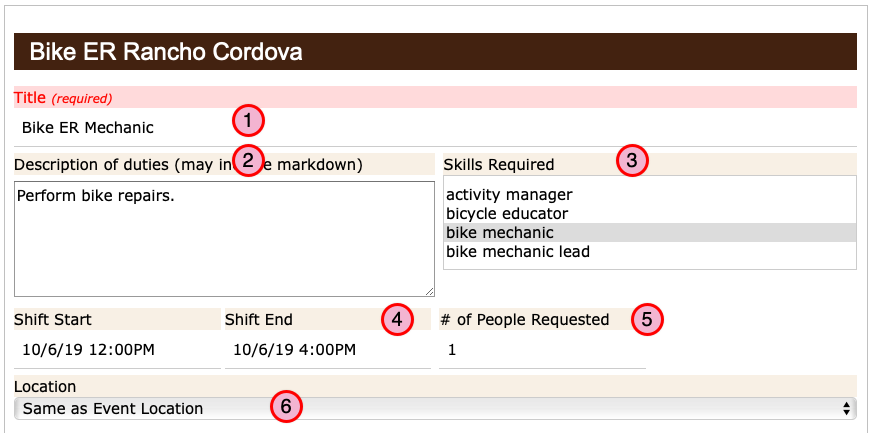 Bike ER Rancho Cordova
Title (required)
1
Bike ER Mechanic
Description of duties (may in e markdown)
2
Skills Required
3
Perform bike repairs.
activity manager
bicycle educator
bike mechanic
bike mechanic lead
Shift Start
Shift End
4
# of People Requested
5
10/6/19 12:00PM
10/6/19 4:00PM
1
Location
Same as Event Location
6